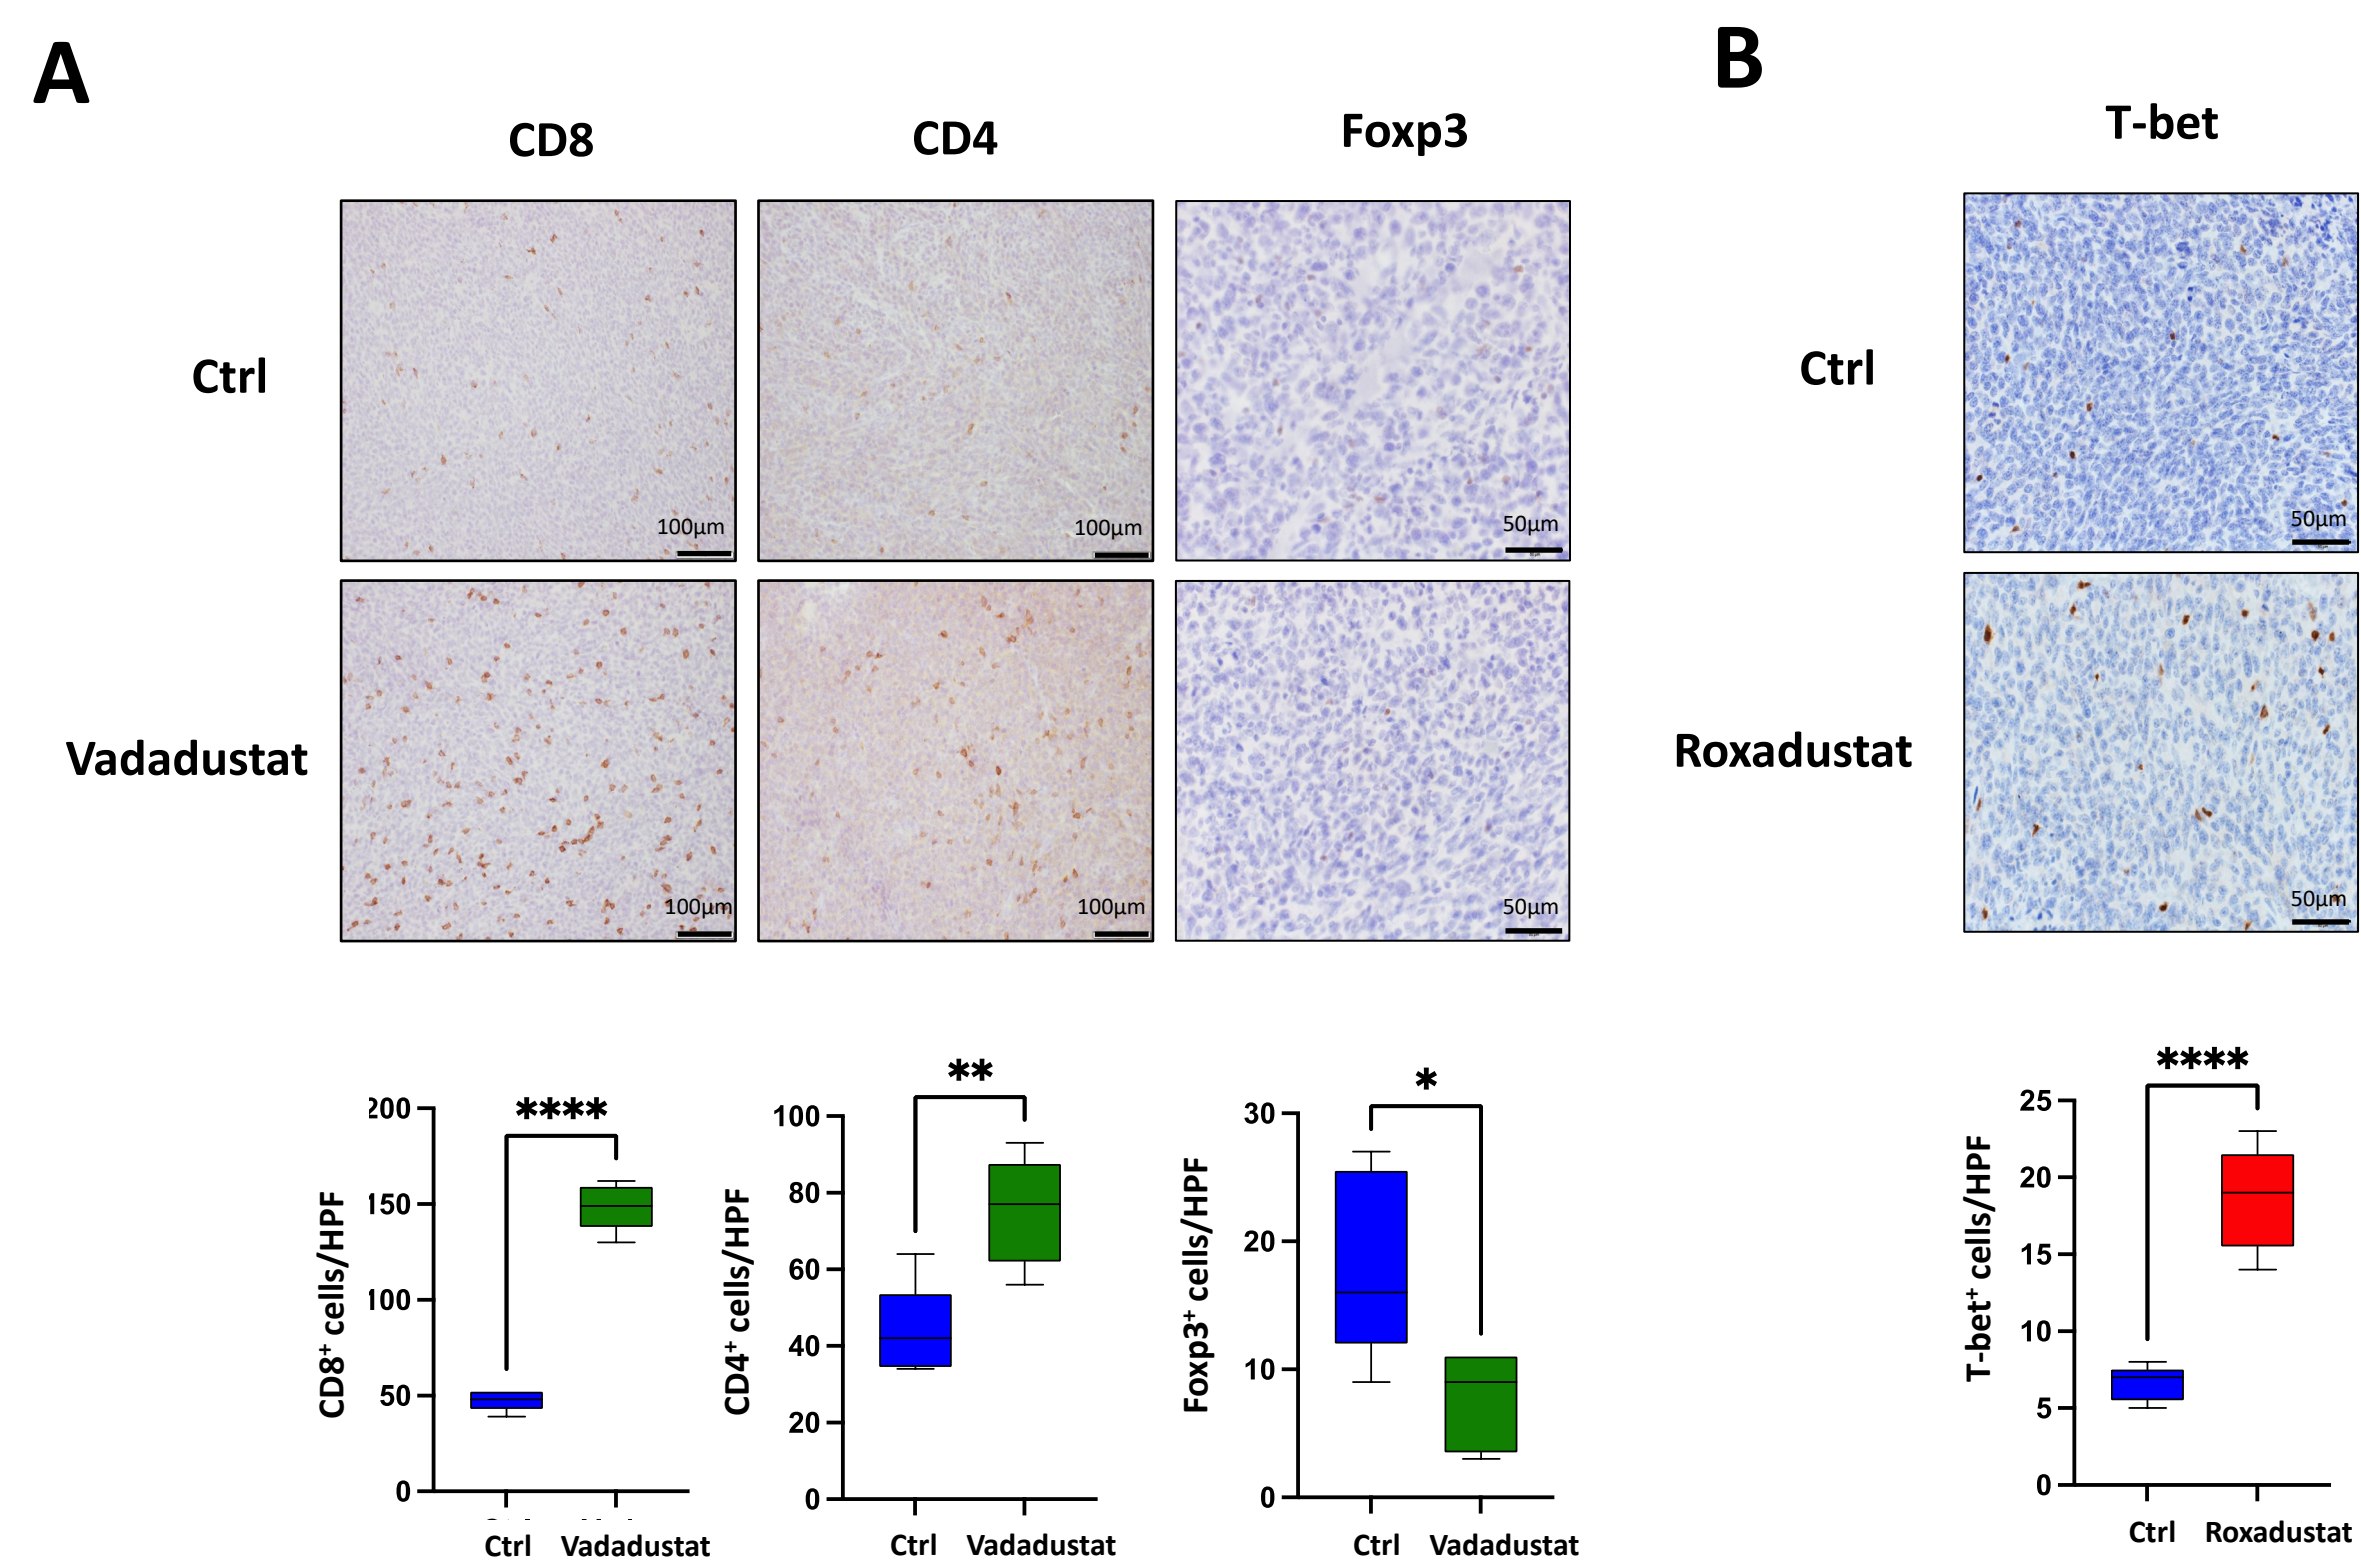 A
B
CD8
CD4
Foxp3
T-bet
Ctrl
100µm
100µm
50µm
Ctrl
50µm
Vadadustat
100µm
100µm
50µm
Roxadustat
50µm
****
200
150
100
50
0
CD8+ cells/HPF
Ctrl
Vadadustat
**
100
80
60
40
20
0
CD4+ cells/HPF
Ctrl
Vadadustat
*
30
20
10
0
Foxp3+ cells/HPF
Ctrl
Vadadustat
****
25
20
15
10
5
0
T-bet+ cells/HPF
Ctrl
Roxadustat